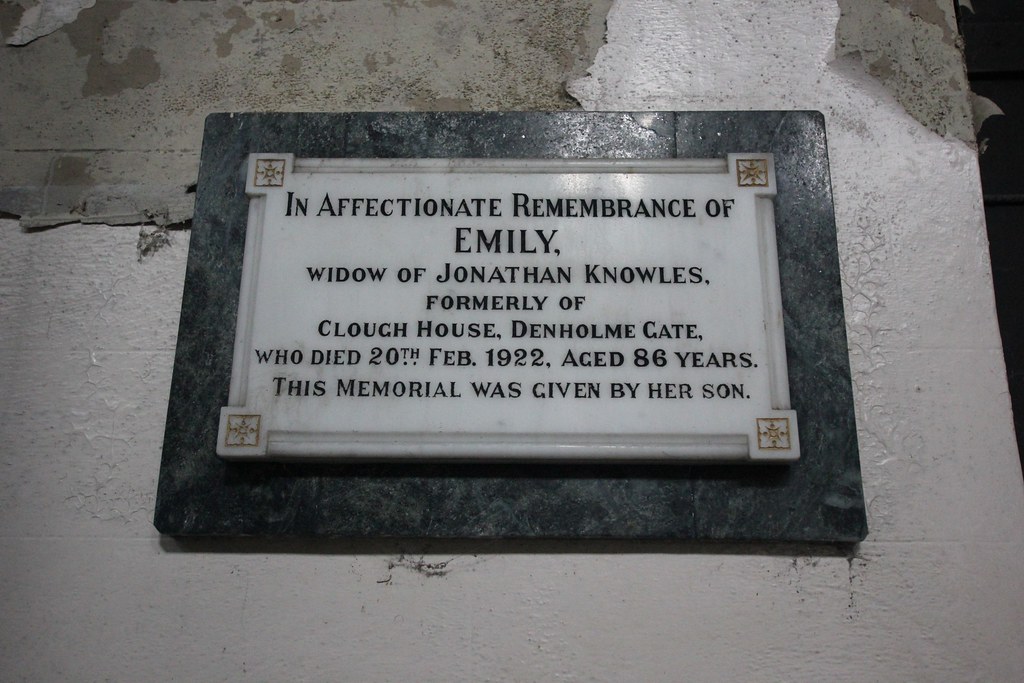 In Affectionate Remembrance of
EMILY,
widow of Jonathan Knowles,
formerly of
Clough House, Denholme Gate,
who died 20th Feb. 1922, Aged 86 years.
This Memorial was given by her son.